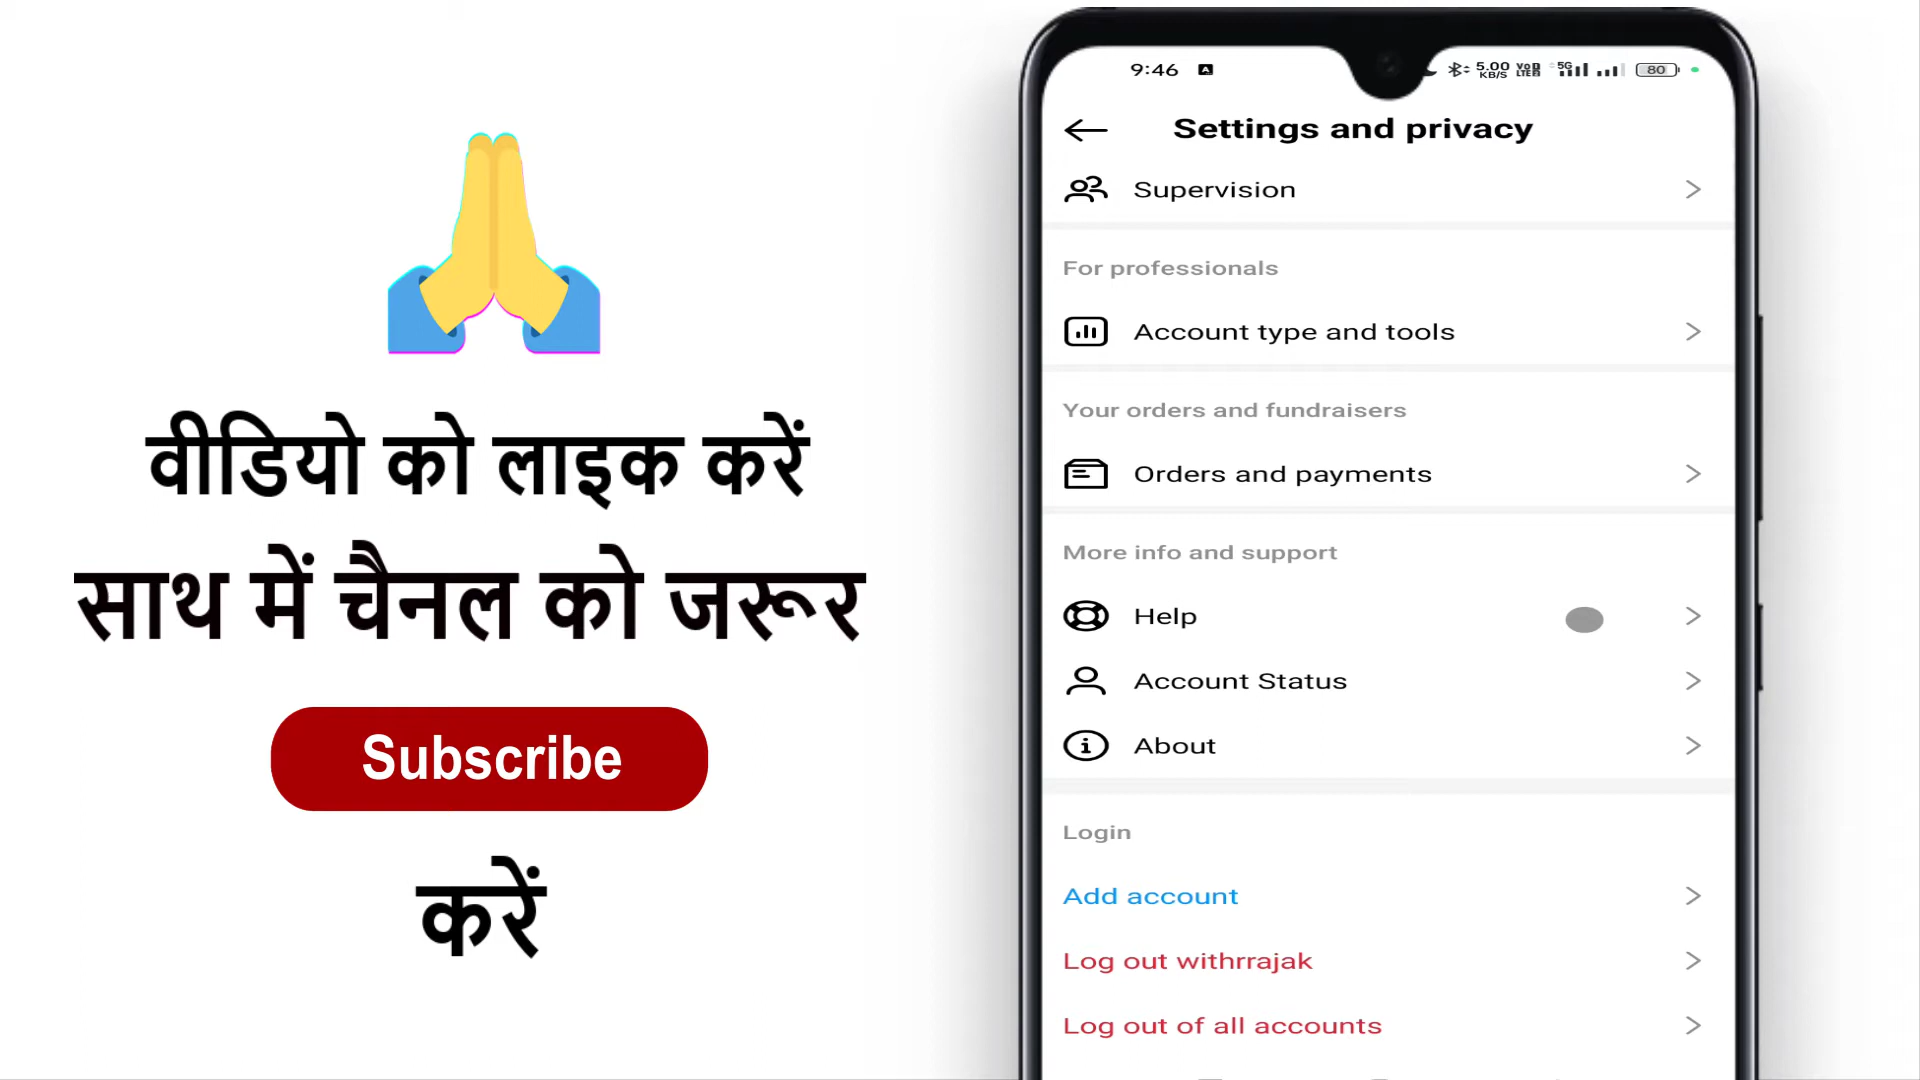 वीडियो को लाइक करें
साथ में चैनल को जरूर
Subscribe
करें
9:46
5.00 KB/S
5G
80
Settings and privacy
Supervision
For professionals
Account type and tools
Your orders and fundraisers
Orders and payments
More info and support
Help
Account Status
About
Login
Add account
Log out withrrajak
Log out of all accounts